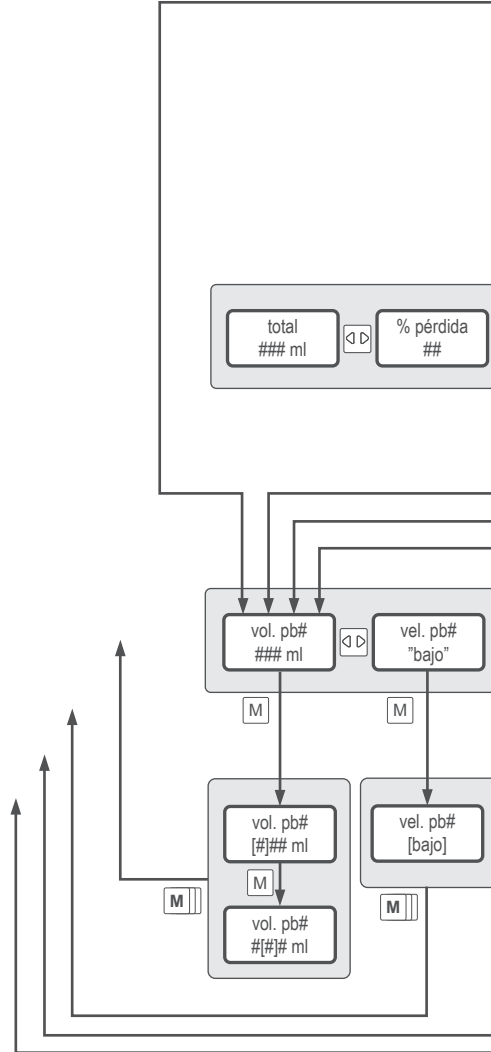 total
### ml
% pérdida
##
vol. pb#
### ml
vel. pb#
”bajo”
M
M
vol. pb#
[#]## ml
vel. pb#
[bajo]
M
M
M
vol. pb#
#[#]# ml